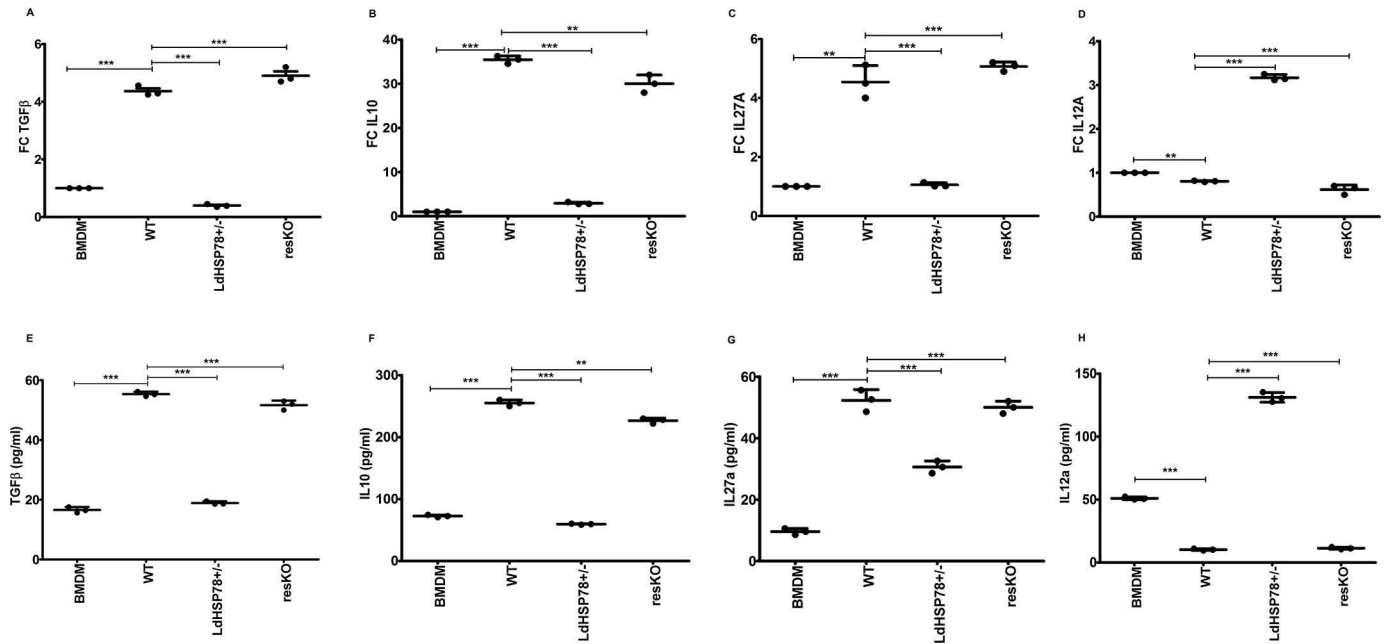 A
FC TGFβ
6
4
2
0
***
***
***
BMDM
WT
LdHSP78+/-
resKO
B
FC IL10
40
30
20
10
0
**
***
***
BMDM
WT
LdHSP78+/-
resKO
C
FC IL27A
6
4
2
0
***
**
***
BMDM
WT
LdHSP78+/-
resKO
D
FC IL12A
4
3
2
1
0
***
***
**
BMDM
WT
LdHSP78+/-
resKO
E
TGFβ (pg/ml)
60
40
20
0
***
***
***
BMDM
WT
LdHSP78+/-
resKO
F
IL10 (pg/ml)
300
200
100
0
**
***
***
BMDM
WT
LdHSP78+/-
resKO
G
IL27a (pg/ml)
60
40
20
0
***
***
***
BMDM
WT
LdHSP78+/-
resKO
H
IL12a (pg/ml)
150
100
50
0
***
***
***
BMDM
WT
LdHSP78+/-
resKO